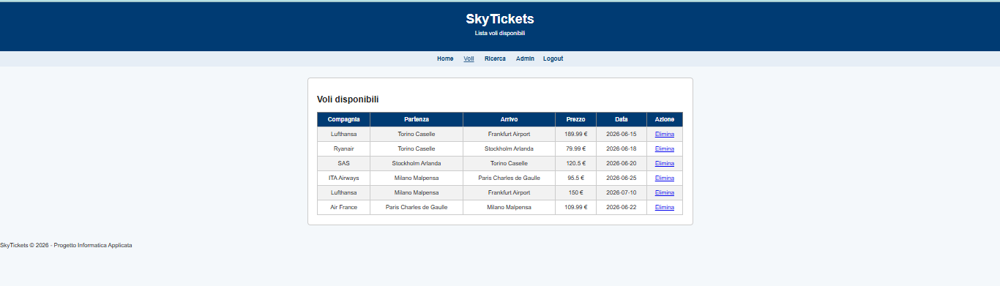 SkyTickets
Lista voli disponibili
Home Voli Ricerca Admin Logout
Voli disponibili
Compagnia Partenza Arrivo Prezzo Data Azione
Lufthansa Torino Caselle Frankfurt Airport 189.99 € 2026-06-15 Elimina
Ryanair Torino Caselle Stockholm Arlanda 79.99 € 2026-06-18 Elimina
SAS Stockholm Arlanda Torino Caselle 120.5 € 2026-06-20 Elimina
ITA Airways Milano Malpensa Paris Charles de Gaulle 95.5 € 2026-06-25 Elimina
Lufthansa Milano Malpensa Frankfurt Airport 150 € 2026-07-10 Elimina
Air France Paris Charles de Gaulle Milano Malpensa 109.99 € 2026-06-22 Elimina
SkyTickets © 2026 - Progetto Informatica Applicata